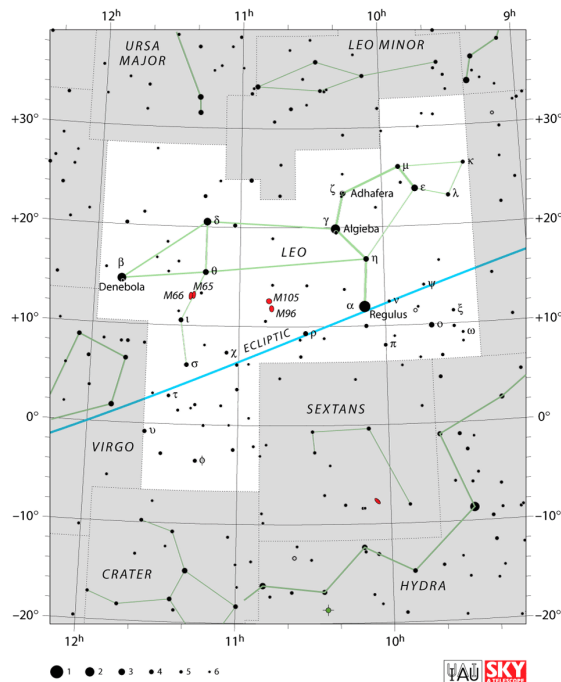 12h 11h 10h 9h
URSA
MAJOR
LEO MINOR
+30° +30°
μ κ
ζ Adhafera ε λ
+20° +20°
δ γ Algieba
LEO η
β θ
Denebola
M66 M65
M105
M96
α Regulus ν ψ
ξ
+10° +10°
ι ο ω
ECLIPTIC ρ π
σ χ
τ
SEXTANS
0° 0°
υ
VIRGO
φ
−10° −10°
CRATER
HYDRA
−20° −20°
12h 11h 10h
1 2 3 4 5 6
IAU
SKY
& TELESCOPE